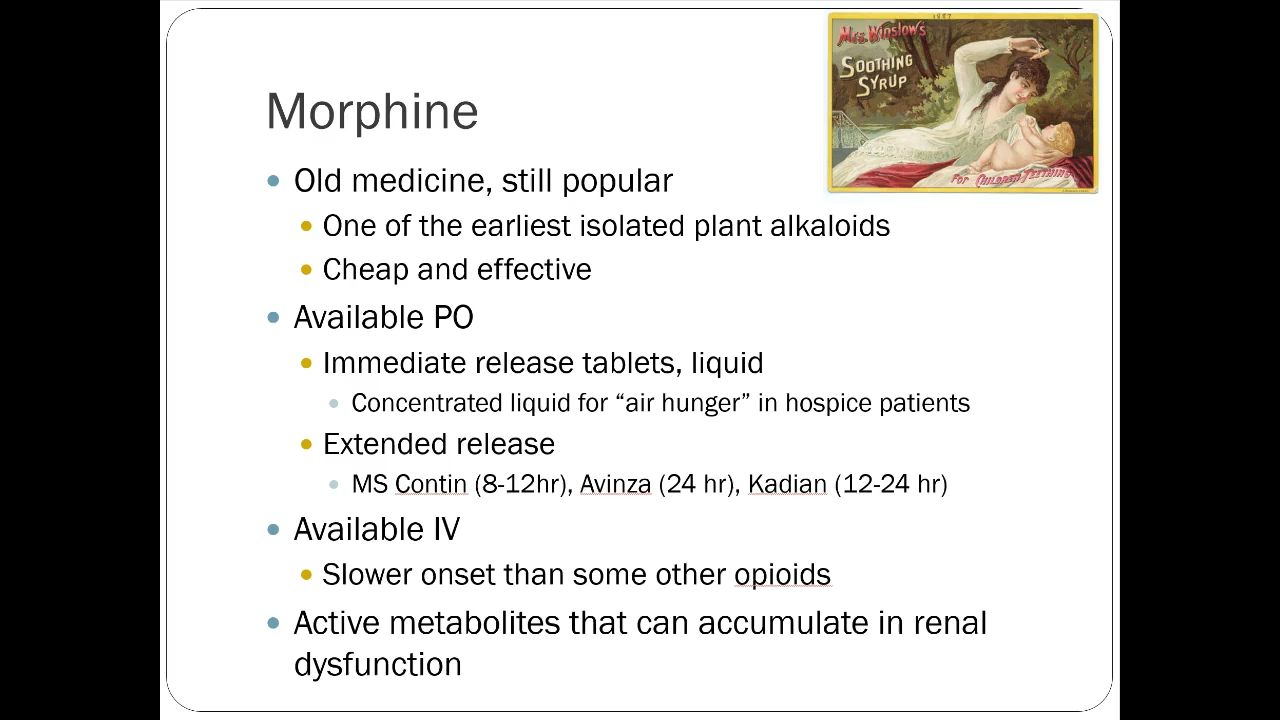 1887
Mrs. Winslow's
SOOTHING
SYRUP
FOR CHILDREN TEETHING
Morphine
Old medicine, still popular
One of the earliest isolated plant alkaloids
Cheap and effective
Available PO
Immediate release tablets, liquid
Concentrated liquid for “air hunger” in hospice patients
Extended release
MS Contin (8-12hr), Avinza (24 hr), Kadian (12-24 hr)
Available IV
Slower onset than some other opioids
Active metabolites that can accumulate in renal
dysfunction